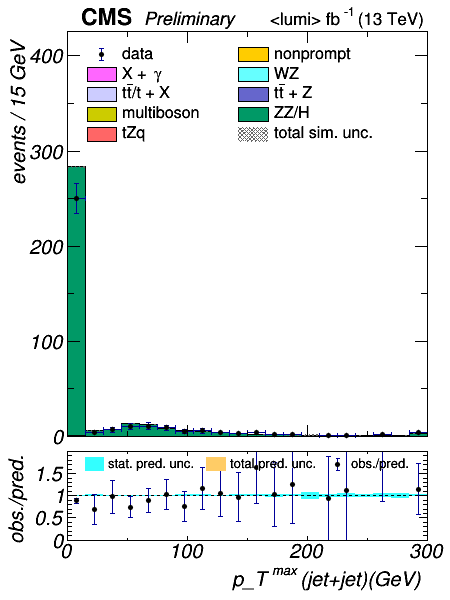 CMS Preliminary <lumi> fb⁻¹ (13 TeV)
events / 15 GeV
400
300
200
100
0
data
X + γ
tt̄/t + X
multiboson
tZq
nonprompt
WZ
tt̄ + Z
ZZ/H
total sim. unc.
obs./pred.
1.5
1
0.5
0
stat. pred. unc. total pred. unc. obs./pred.
0 100 200 300
p_T^max (jet+jet)(GeV)